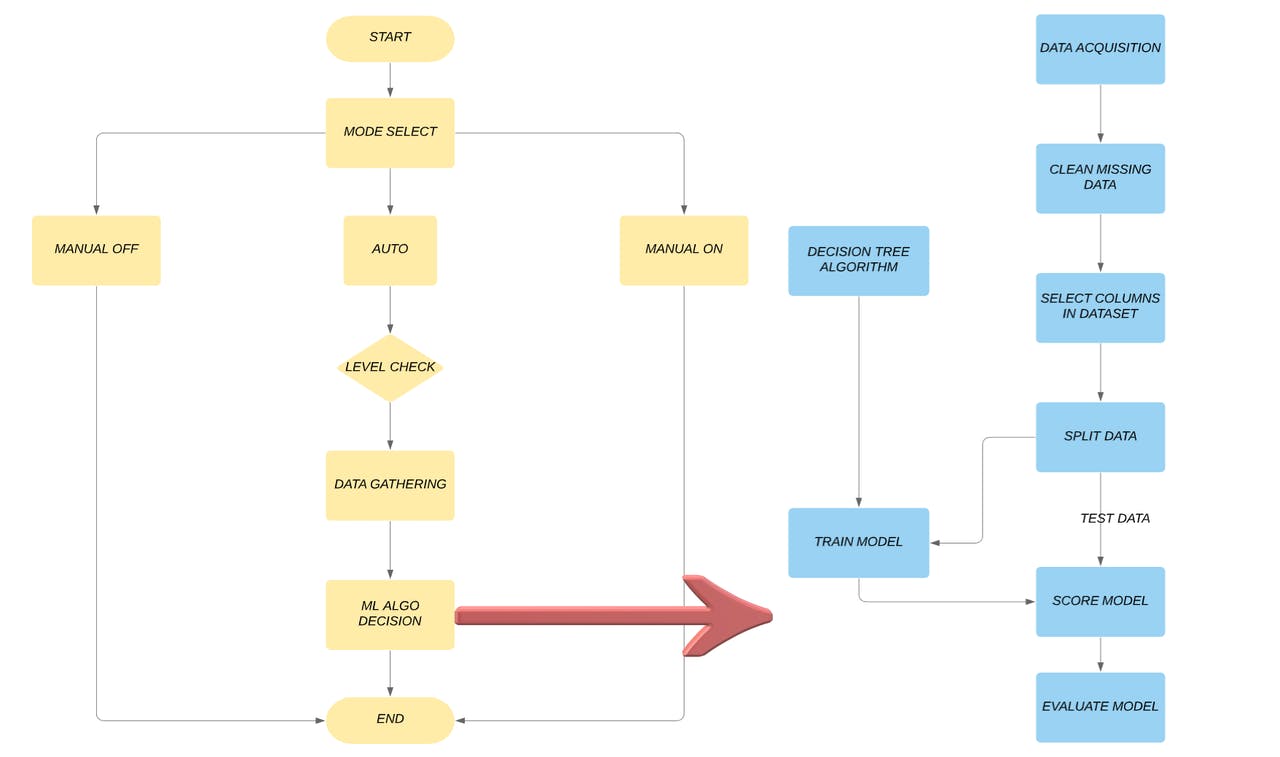 START
MODE SELECT
MANUAL OFF
AUTO
MANUAL ON
LEVEL CHECK
DATA GATHERING
ML ALGO
DECISION
END
DECISION TREE
ALGORITHM
TRAIN MODEL
DATA ACQUISITION
CLEAN MISSING
DATA
SELECT COLUMNS
IN DATASET
SPLIT DATA
TEST DATA
SCORE MODEL
EVALUATE MODEL